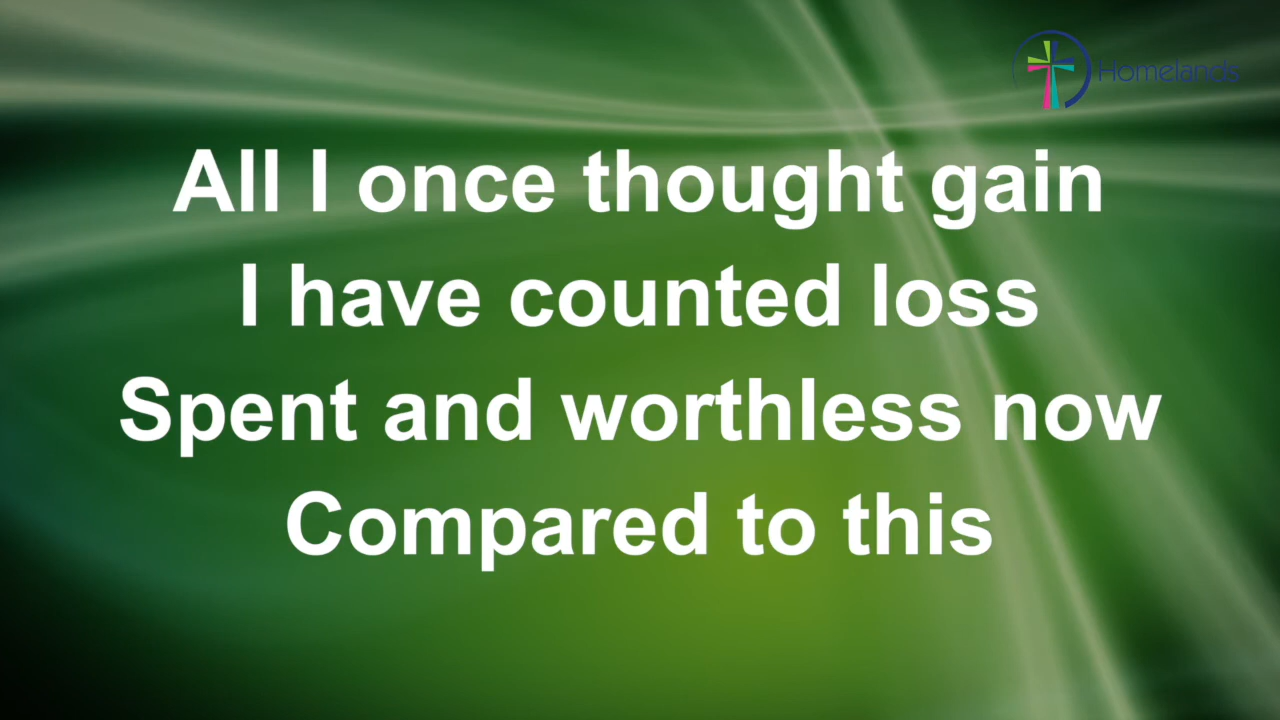 Homelands
All I once thought gain
I have counted loss
Spent and worthless now
Compared to this